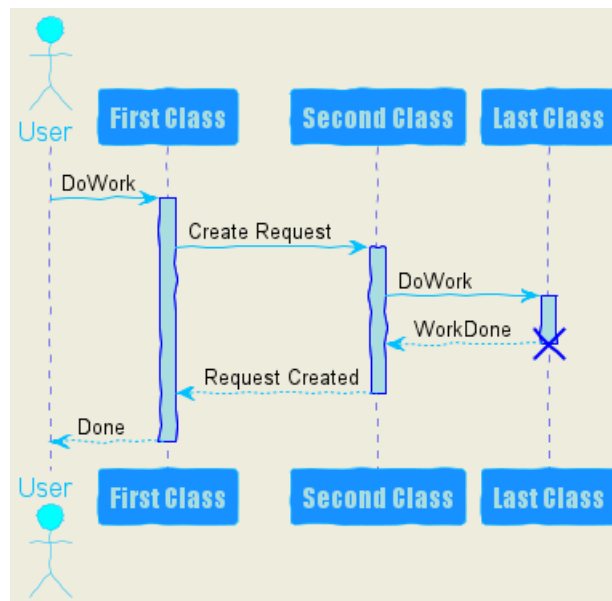 User
First Class
Second Class
Last Class
DoWork
Create Request
DoWork
WorkDone
Request Created
Done
User
First Class
Second Class
Last Class